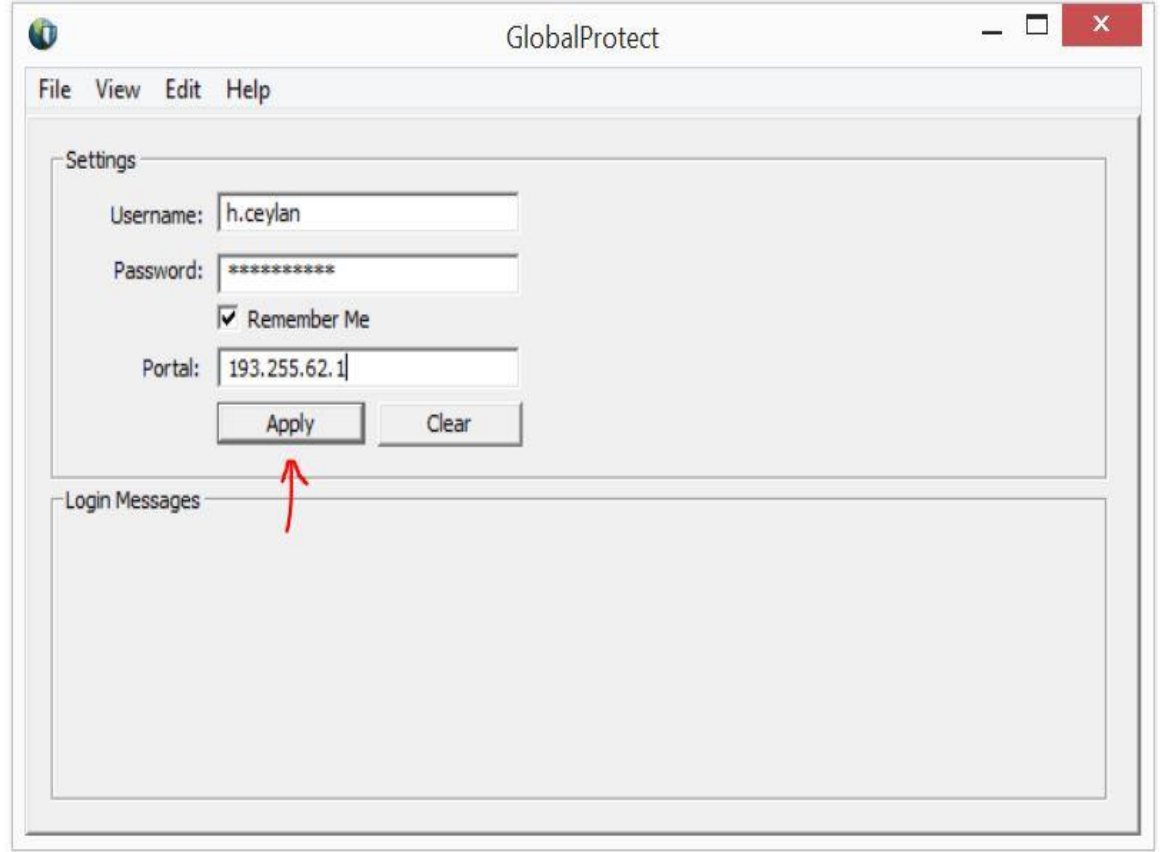 GlobalProtect
File View Edit Help
Settings
Username: h.ceylan
Password: **********
Remember Me
Portal: 193.255.62.1
Apply Clear
Login Messages